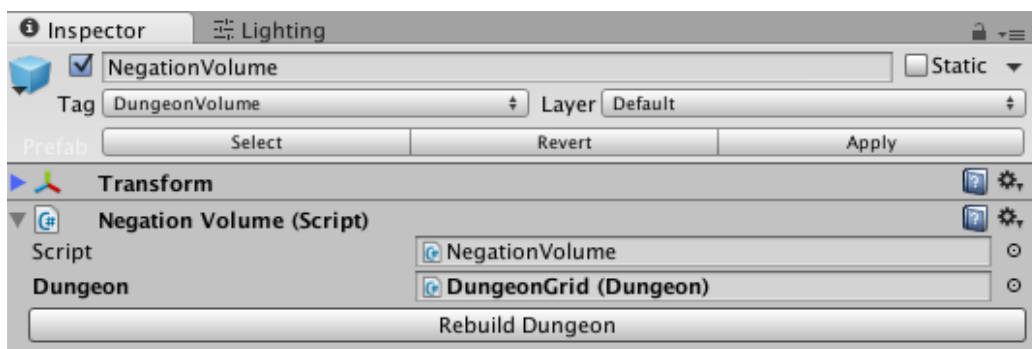 Inspector Lighting
NegationVolume Static
Tag DungeonVolume Layer Default
Prefab Select Revert Apply
Transform
Negation Volume (Script)
Script NegationVolume
Dungeon DungeonGrid (Dungeon)
Rebuild Dungeon